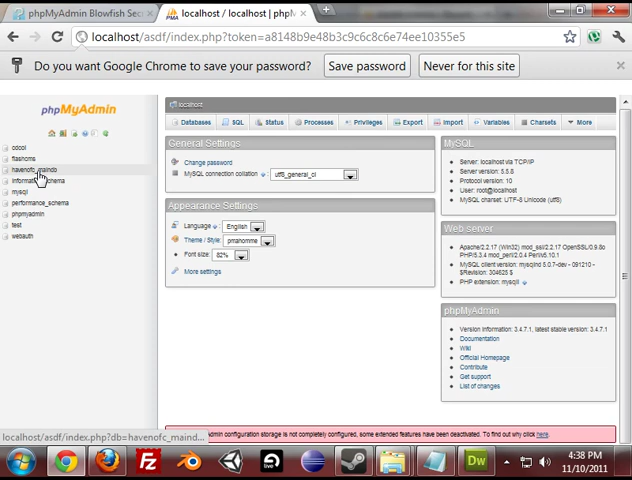 phpMyAdmin Blowfish Sec
localhost / localhost | phpM
localhost/asdf/index.php?token=a8148b9e48b3c9c6c8c6e74ee10355e5
Do you want Google Chrome to save your password?
Save password
Never for this site
phpMyAdmin
cdcol
flashoms
havenofc_maindb
information_schema
mysql
performance_schema
phpmyadmin
test
webauth
localhost
Databases
SQL
Status
Processes
Privileges
Export
Import
Variables
Charsets
More
General Settings
Change password
MySQL connection collation
utf8_general_ci
Appearance Settings
Language
English
Theme / Style:
pmahomme
Font size:
82%
More settings
MySQL
Server: localhost via TCP/IP
Server version: 5.5.8
Protocol version: 10
User: root@localhost
MySQL charset: UTF-8 Unicode (utf8)
Web server
Apache/2.2.17 (Win32) mod_ssl/2.2.17 OpenSSL/0.9.8o
PHP/5.3.4 mod_perl/2.0.4 Perl/v5.10.1
MySQL client version: mysqlnd 5.0.7-dev - 091210 -
$Revision: 304625 $
PHP extension: mysqli
phpMyAdmin
Version information: 3.4.7.1, latest stable version: 3.4.7.1
Documentation
Wiki
Official Homepage
Contribute
Get support
List of changes
localhost/asdf/index.php?db=havenofc_maind...
Admin configuration storage is not completely configured, some extended features have been deactivated. To find out why click here.
live
Dw
4:38 PM
11/10/2011